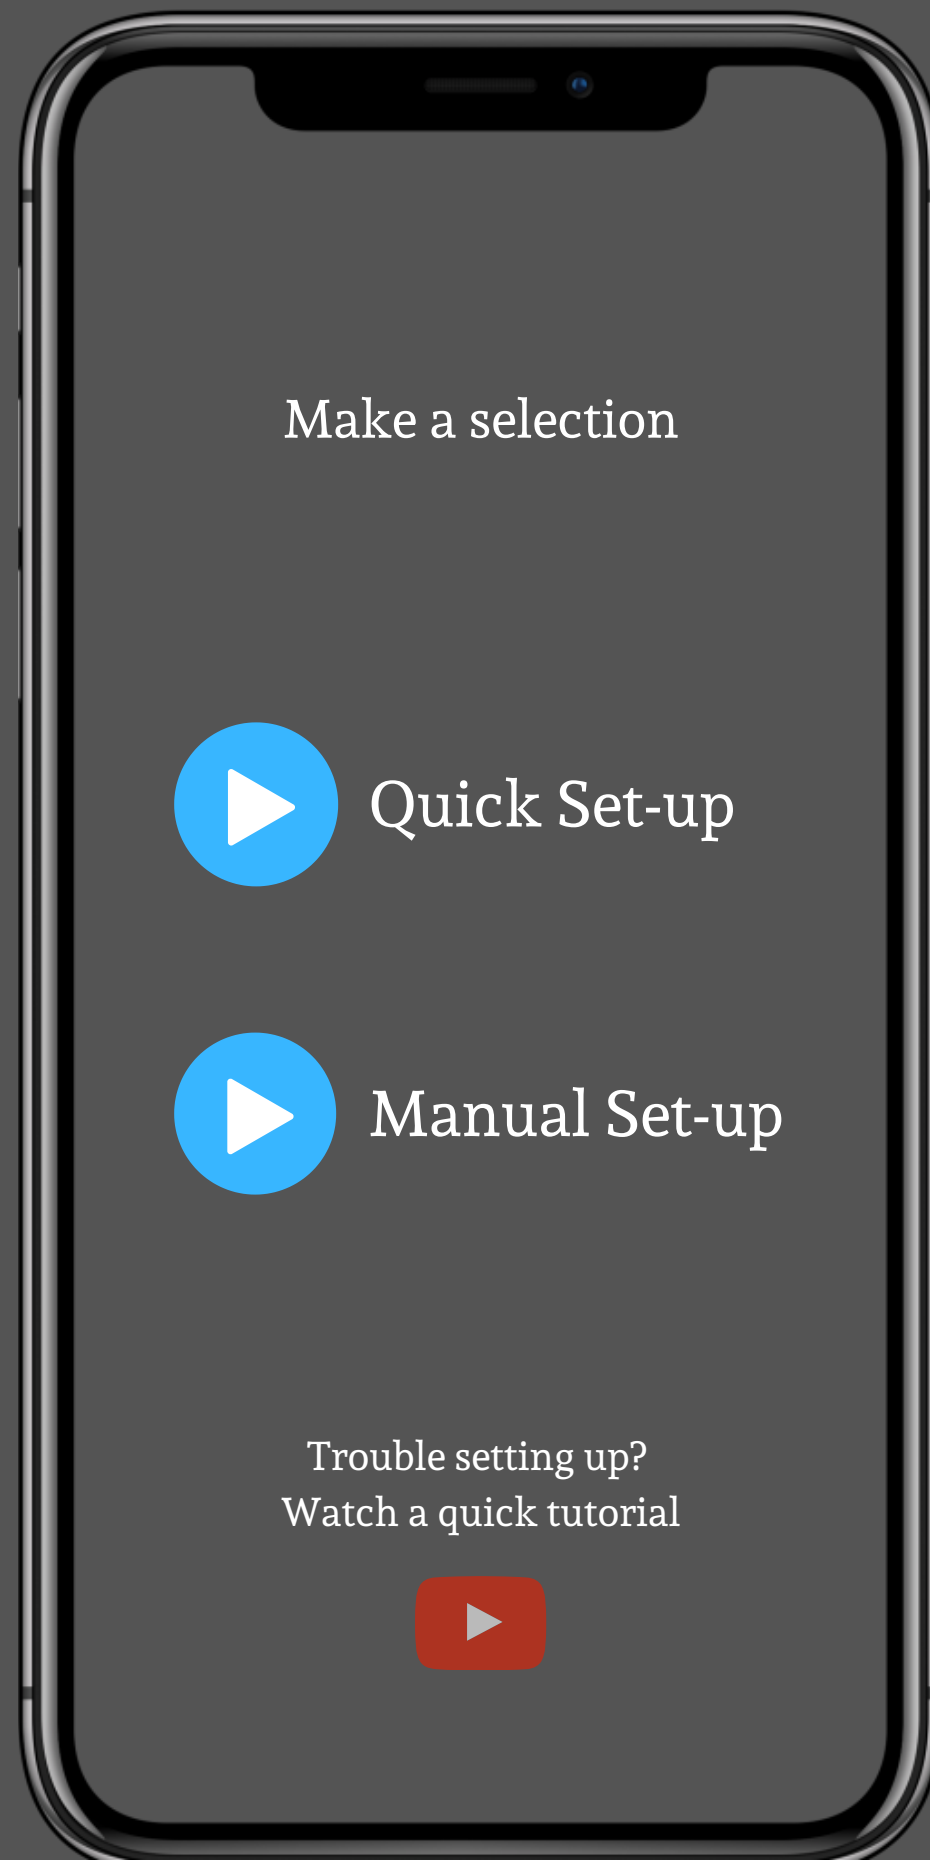 Make a selection
Quick Set-up
Manual Set-up
Trouble setting up?
Watch a quick tutorial